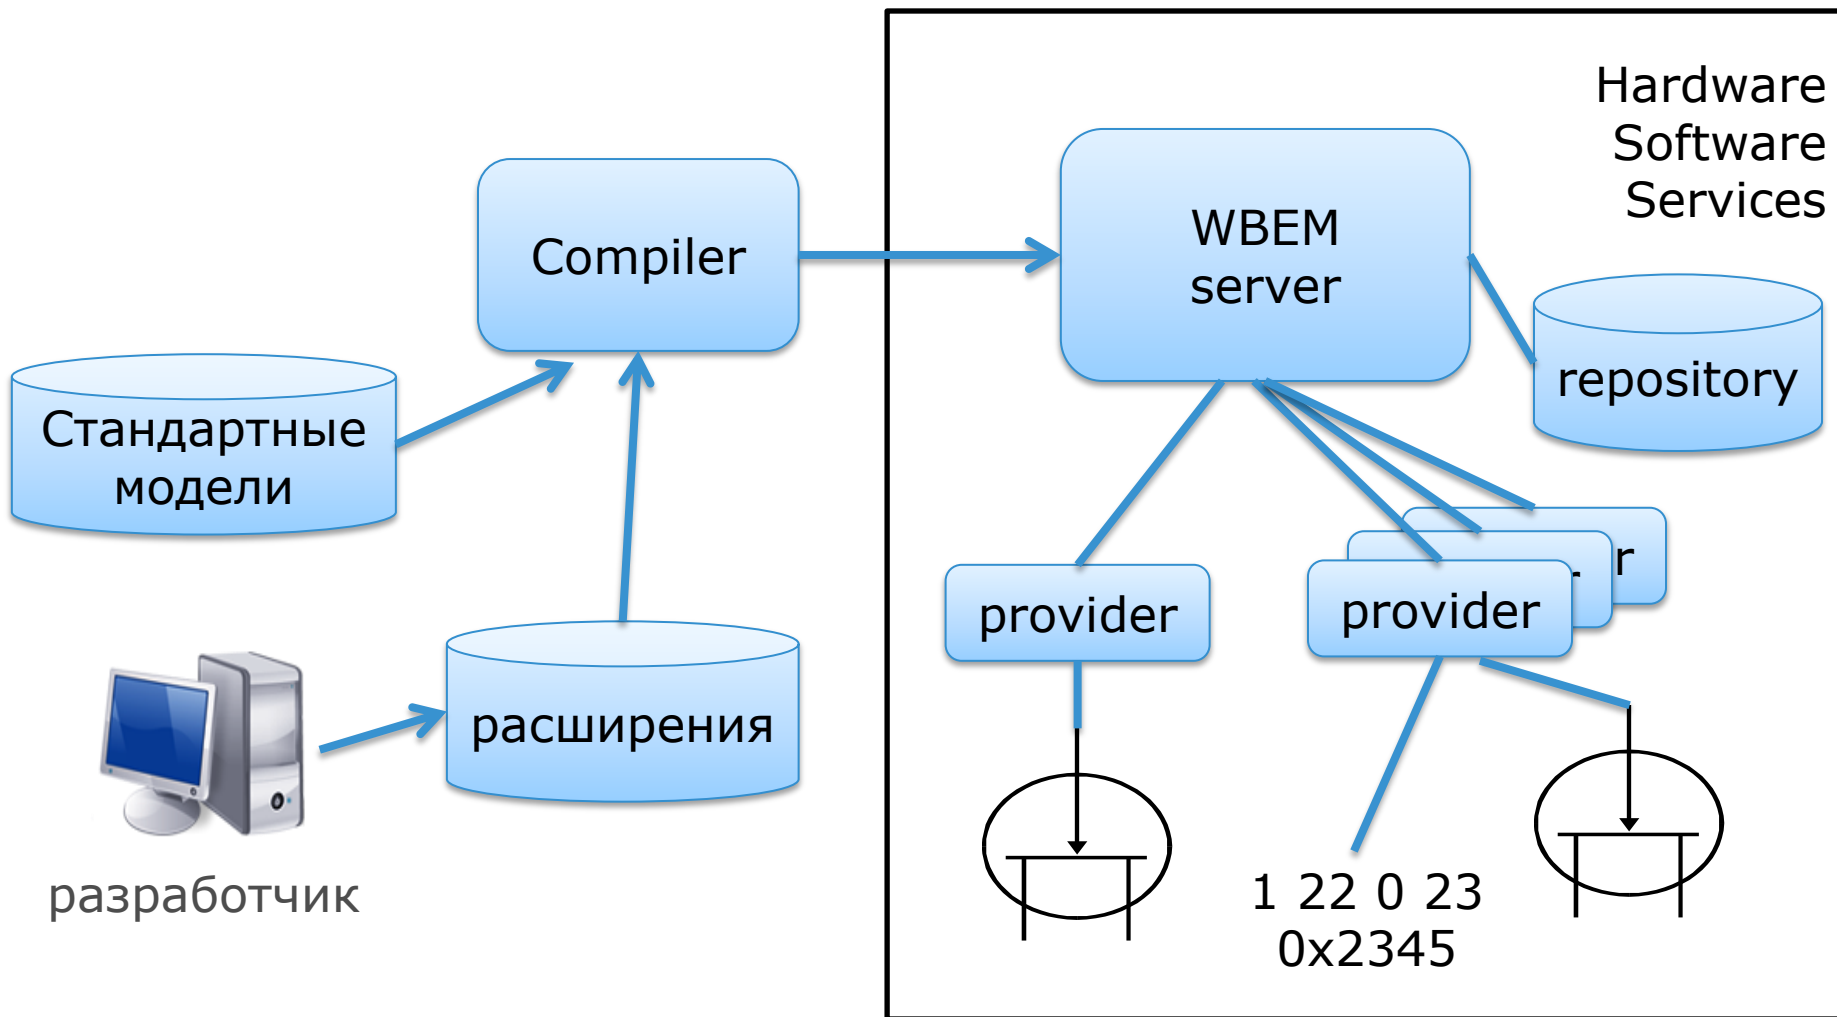 Hardware
Software
Services
Compiler
WBEM
server
repository
Стандартные
модели
provider
provider
r
r
расширения
разработчик
1 22 0 23
0x2345